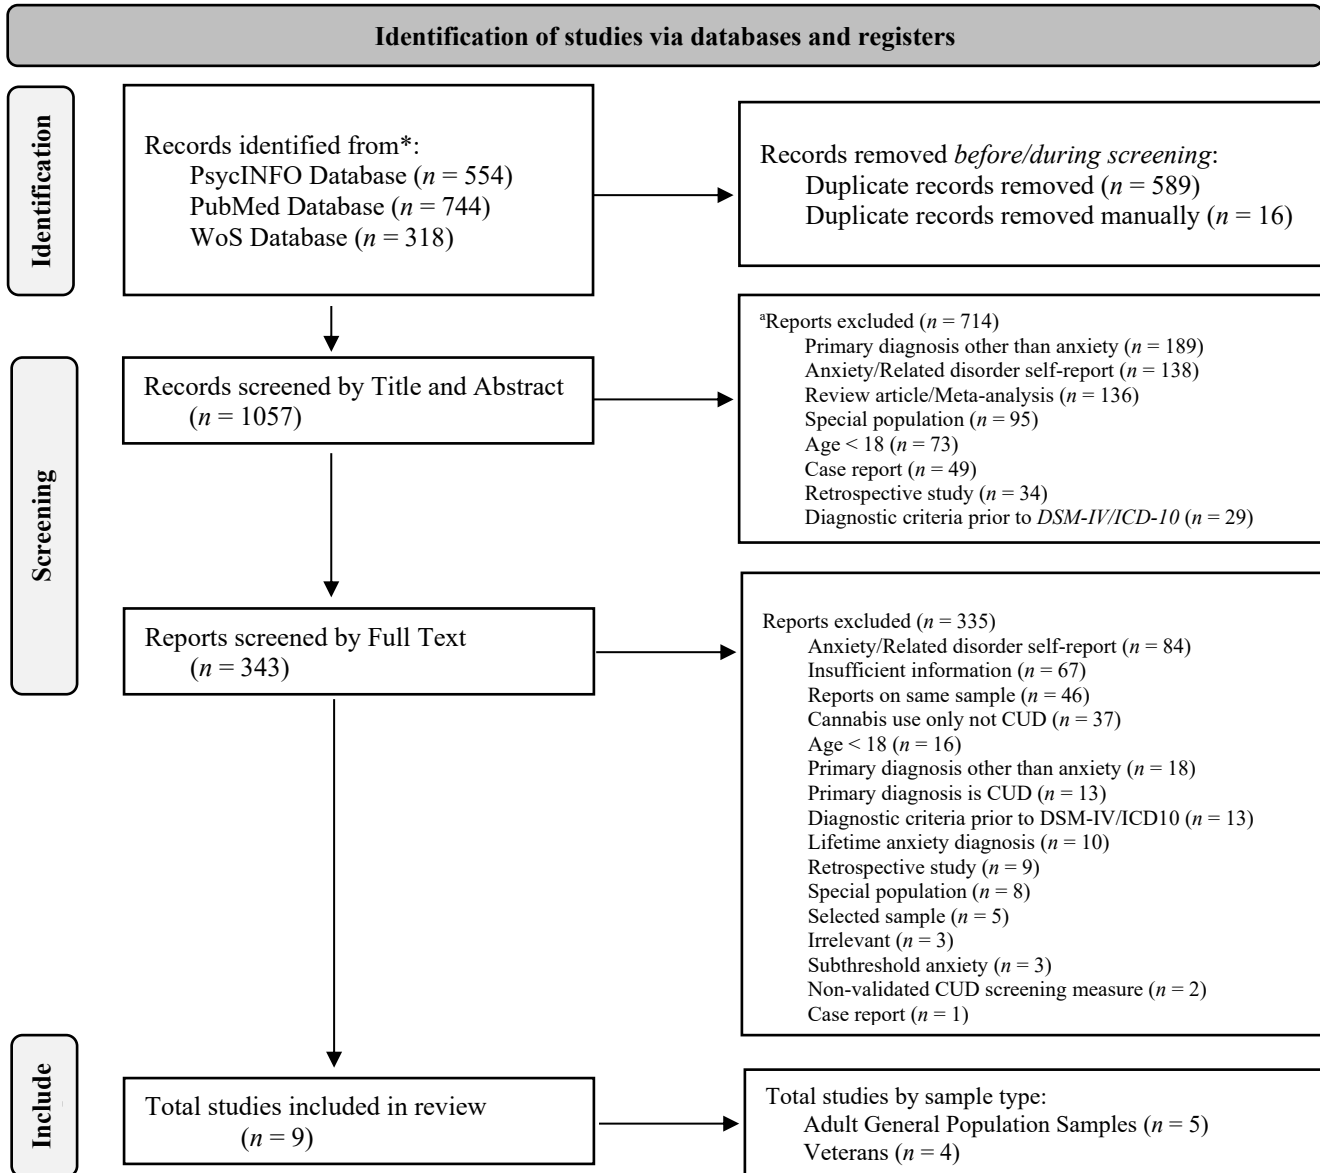 Identification of studies via databases and registers
Identification
Records identified from*:
PsycINFO Database (n = 554)
PubMed Database (n = 744)
WoS Database (n = 318)
Records removed before/during screening:
Duplicate records removed (n = 589)
Duplicate records removed manually (n = 16)
Screening
Records screened by Title and Abstract
(n = 1057)
aReports excluded (n = 714)
Primary diagnosis other than anxiety (n = 189)
Anxiety/Related disorder self-report (n = 138)
Review article/Meta-analysis (n = 136)
Special population (n = 95)
Age < 18 (n = 73)
Case report (n = 49)
Retrospective study (n = 34)
Diagnostic criteria prior to DSM-IV/ICD-10 (n = 29)
Reports screened by Full Text
(n = 343)
Reports excluded (n = 335)
Anxiety/Related disorder self-report (n = 84)
Insufficient information (n = 67)
Reports on same sample (n = 46)
Cannabis use only not CUD (n = 37)
Age < 18 (n = 16)
Primary diagnosis other than anxiety (n = 18)
Primary diagnosis is CUD (n = 13)
Diagnostic criteria prior to DSM-IV/ICD10 (n = 13)
Lifetime anxiety diagnosis (n = 10)
Retrospective study (n = 9)
Special population (n = 8)
Selected sample (n = 5)
Irrelevant (n = 3)
Subthreshold anxiety (n = 3)
Non-validated CUD screening measure (n = 2)
Case report (n = 1)
Include
Total studies included in review
(n = 9)
Total studies by sample type:
Adult General Population Samples (n = 5)
Veterans (n = 4)